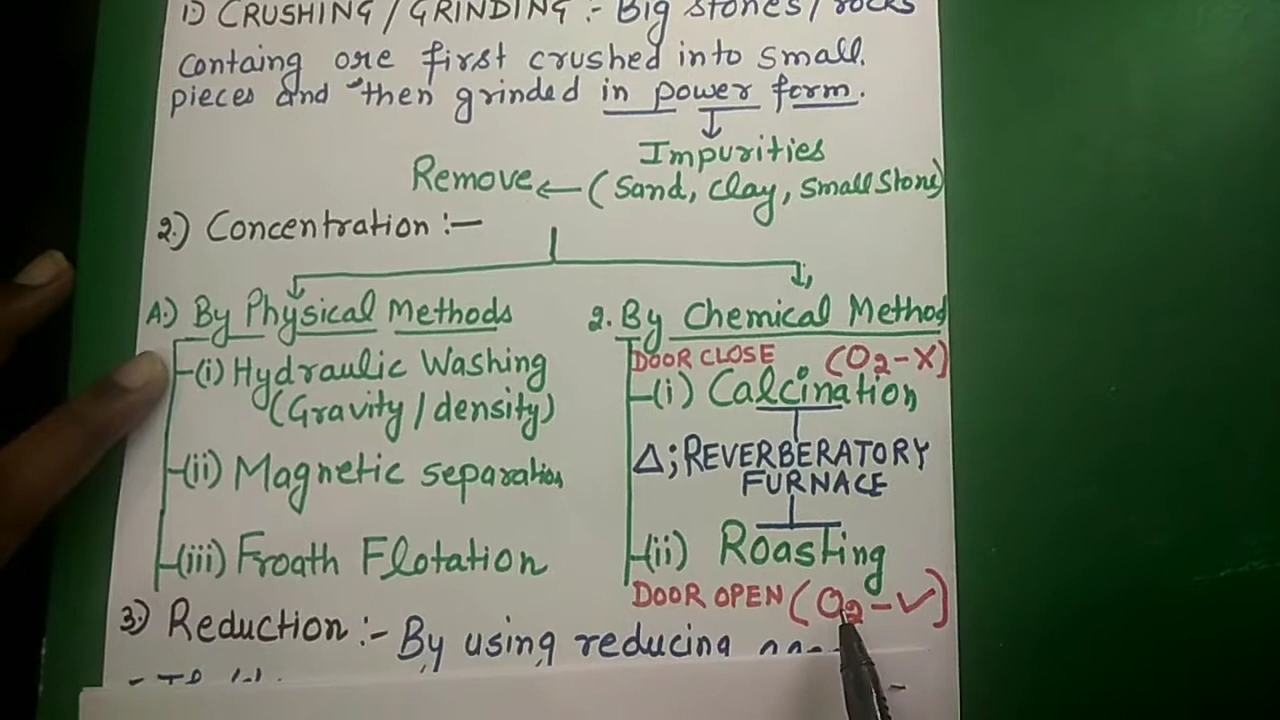 1) CRUSHING / GRINDING :- Big stones / rocks
containg ore first crushed into small
pieces and then grinded in power form.
Impurities
Remove ← (Sand, Clay, Small Stone)
2.) Concentration :-
A.) By Physical Methods
(i) Hydraulic Washing
(Gravity / density)
(ii) Magnetic separation
(iii) Froath Flotation
2. By Chemical Method
DOOR CLOSE (O2-X)
(i) Calcination
Δ; REVERBERATORY
FURNACE
(ii) Roasting
DOOR OPEN (O2-✓)
3.) Reduction :- By using reducing